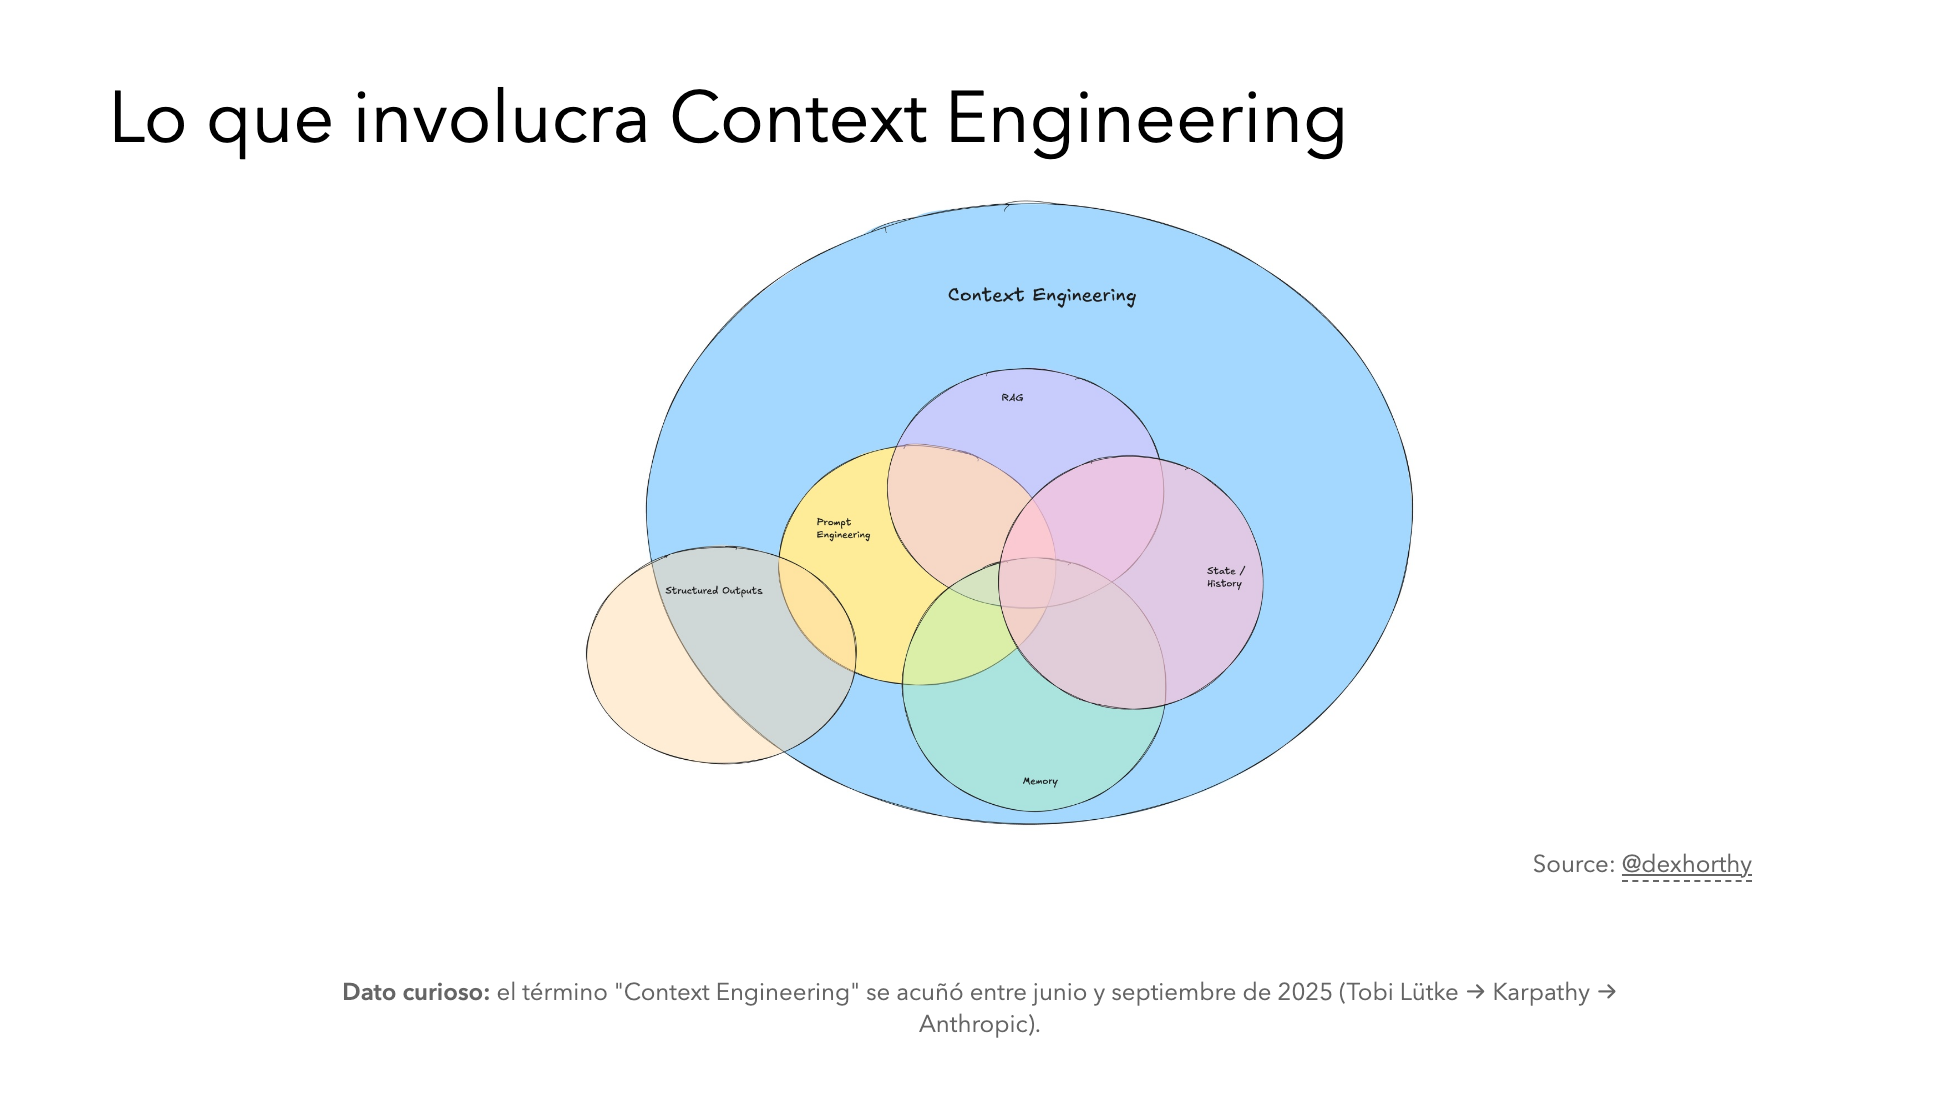 Lo que involucra Context Engineering
Context Engineering
RAG
Prompt
Engineering
State /
History
Structured Outputs
Memory
Source: @dexhorthy
Dato curioso: el término "Context Engineering" se acuñó entre junio y septiembre de 2025 (Tobi Lütke → Karpathy →
Anthropic).